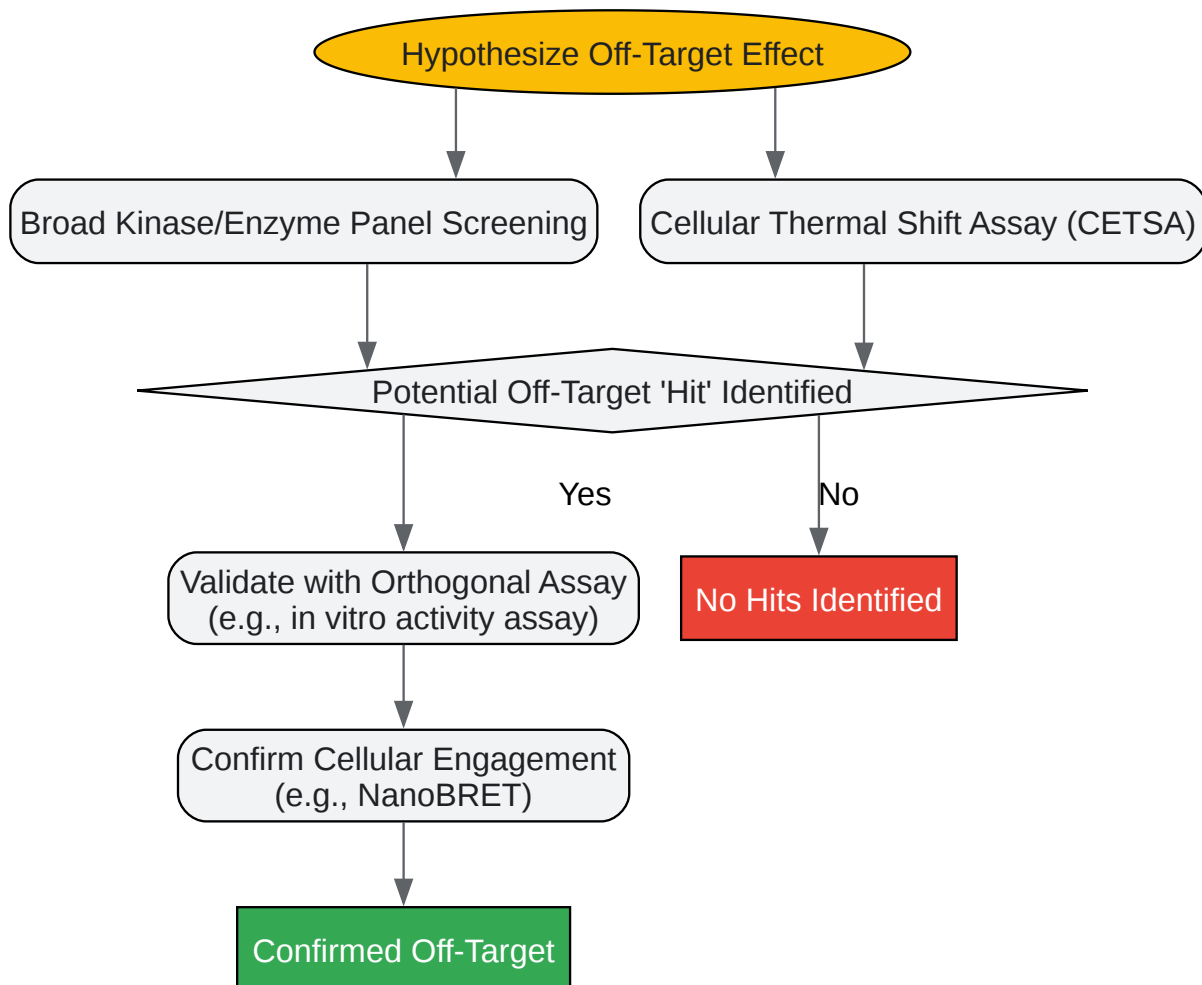 Hypothesize Off-Target Effect
Broad Kinase/Enzyme Panel Screening
Cellular Thermal Shift Assay (CETSA)
Potential Off-Target 'Hit' Identified
Yes
No
Validate with Orthogonal Assay
(e.g., in vitro activity assay)
No Hits Identified
Confirm Cellular Engagement
(e.g., NanoBRET)
Confirmed Off-Target